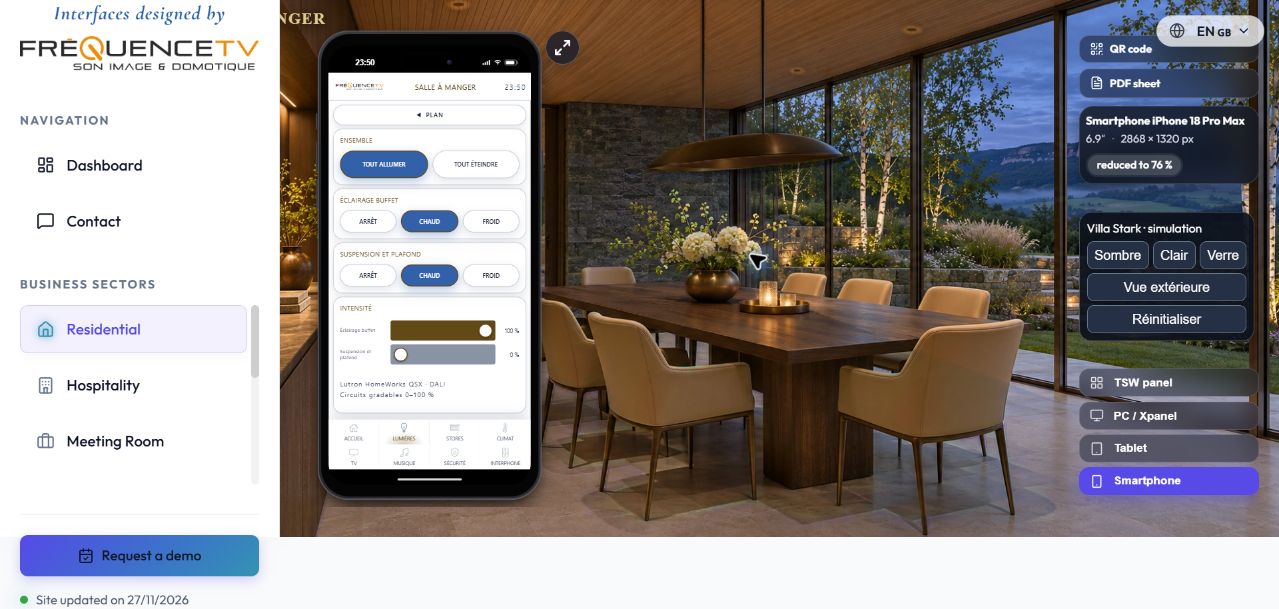 Interfaces designed by
FRÉQUENCETV
SON IMAGE & DOMOTIQUE
NAVIGATION
Dashboard
Contact
BUSINESS SECTORS
Residential
Hospitality
Meeting Room
Request a demo
Site updated on 27/11/2026
NGER
23:50
FRÉQUENCETV
SALLE À MANGER
23:50
◄ PLAN
ENSEMBLE
TOUT ALLUMER
TOUT ÉTEINDRE
ÉCLAIRAGE BUFFET
ARRÊT
CHAUD
FROID
SUSPENSION ET PLAFOND
ARRÊT
CHAUD
FROID
INTENSITÉ
Éclairage buffet
100 %
Suspension et
plafond
0 %
Lutron HomeWorks QSX · DALI
Circuits gradables 0–100 %
ACCUEIL
LUMIÈRES
STORES
CLIMAT
TV
MUSIQUE
SÉCURITÉ
INTERPHONE
EN GB
QR code
PDF sheet
Smartphone iPhone 18 Pro Max
6.9″ · 2868 × 1320 px
reduced to 76 %
Villa Stark · simulation
Sombre
Clair
Verre
Vue extérieure
Réinitialiser
TSW panel
PC / Xpanel
Tablet
Smartphone